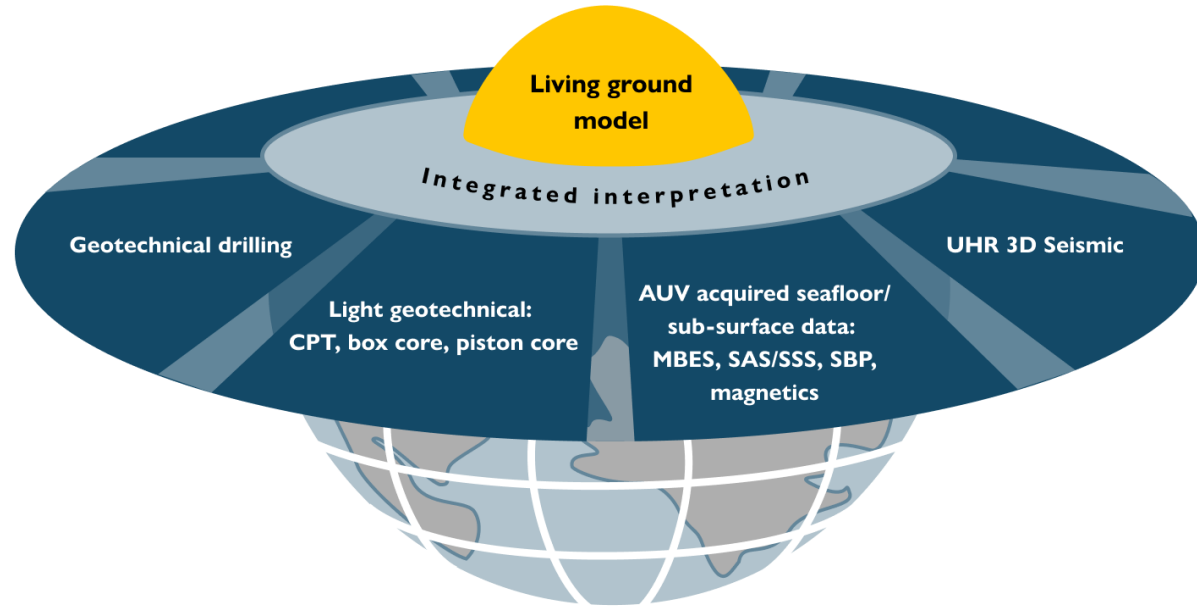 Living ground
model
Integrated interpretation
Geotechnical drilling
Light geotechnical:
CPT, box core, piston core
AUV acquired seafloor/
sub-surface data:
MBES, SAS/SSS, SBP,
magnetics
UHR 3D Seismic